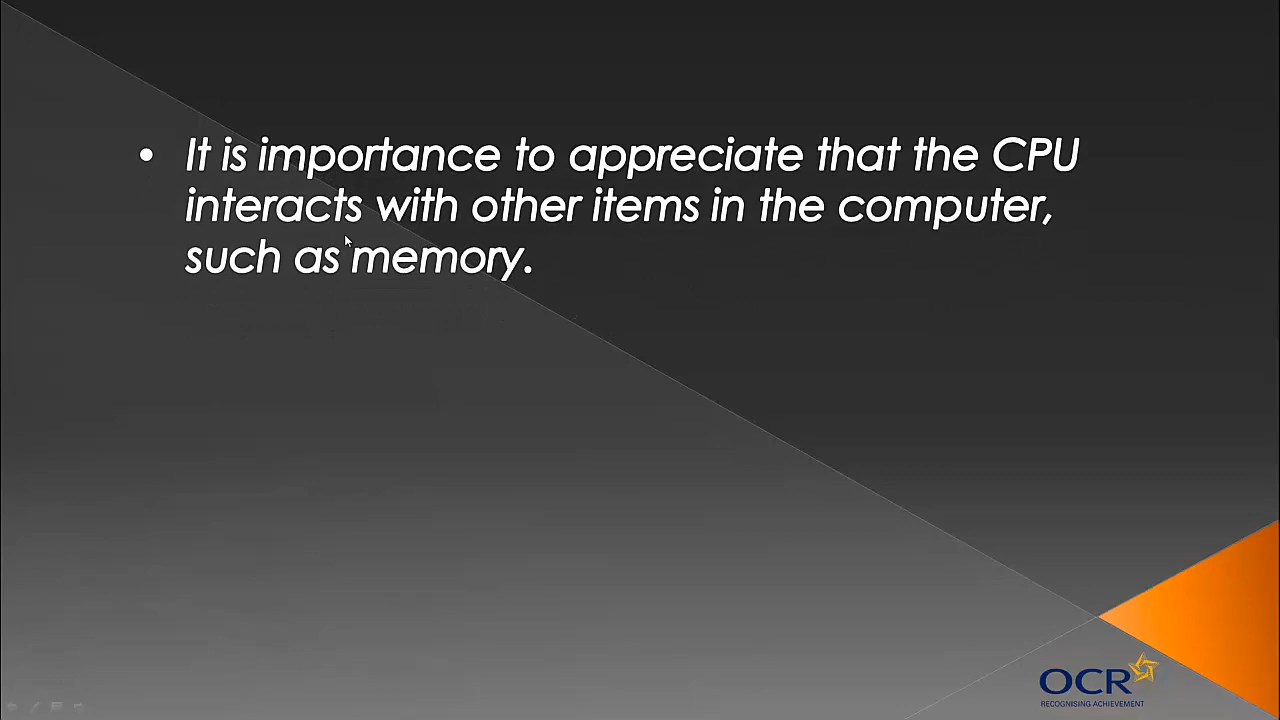 • It is importance to appreciate that the CPU
interacts with other items in the computer,
such as memory.
OCR
RECOGNISING ACHIEVEMENT